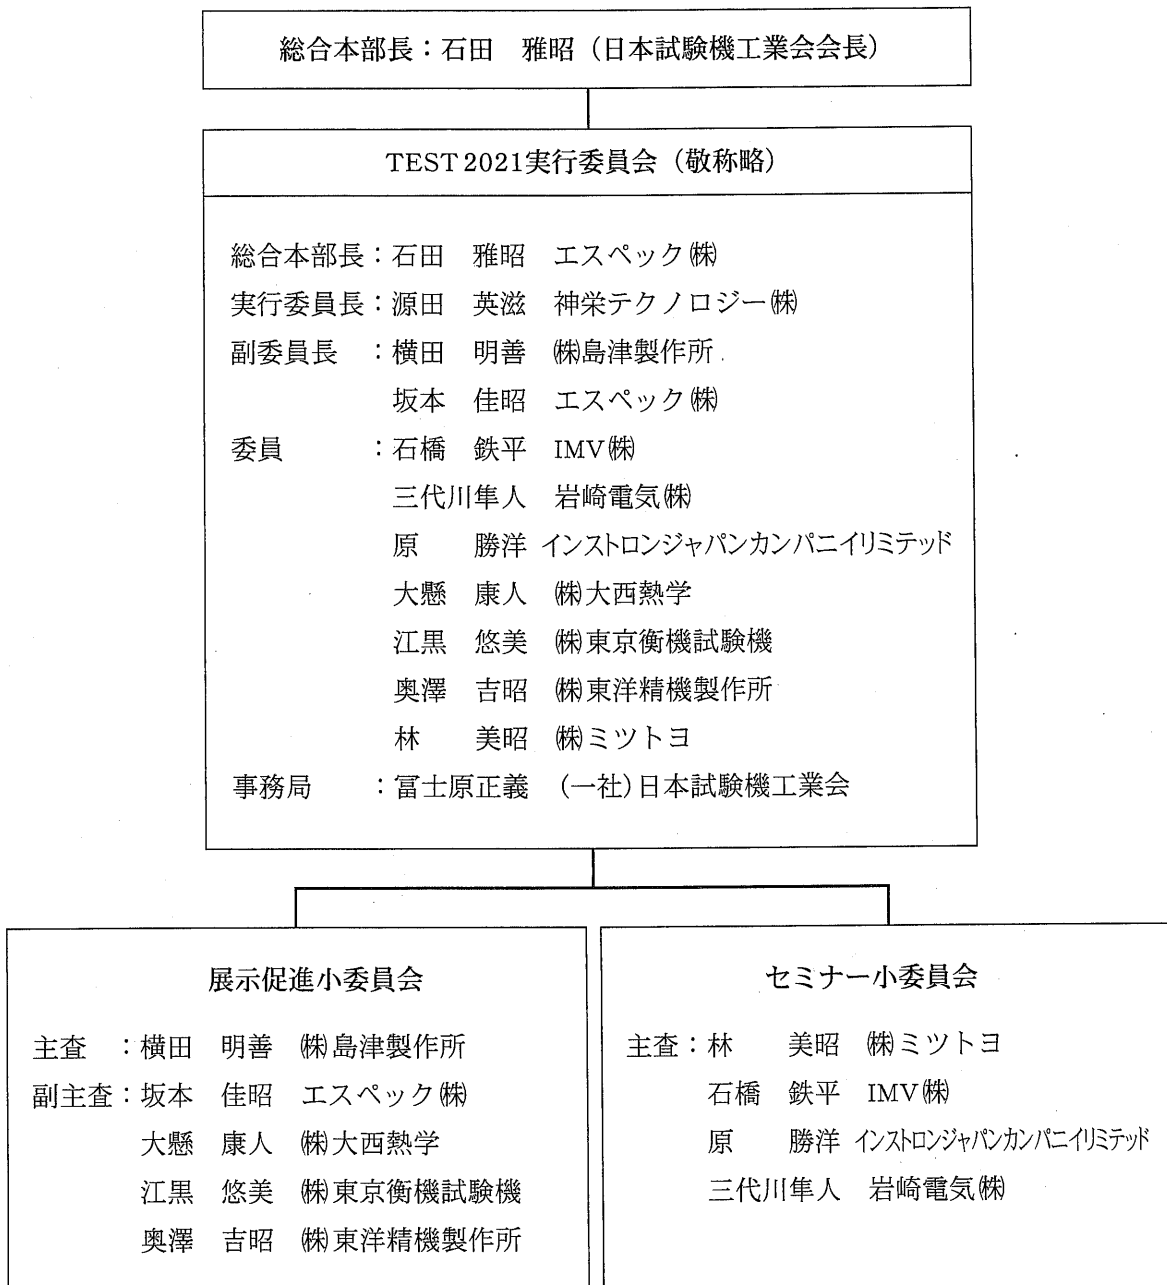 総合本部長：石田　雅昭（日本試験機工業会会長）
TEST 2021実行委員会（敬称略）
総合本部長：石田　雅昭　エスペック㈱
実行委員長：源田　英滋　神栄テクノロジー㈱
副委員長　：横田　明善　㈱島津製作所
坂本　佳昭　エスペック㈱
委員　　　：石橋　鉄平　IMV㈱
三代川隼人　岩崎電気㈱
原　　勝洋　インストロンジャパンカンパニイリミテッド
大懸　康人　㈱大西熱学
江黒　悠美　㈱東京衡機試験機
奥澤　吉昭　㈱東洋精機製作所
林　　美昭　㈱ミツトヨ
事務局　　：冨士原正義　（一社）日本試験機工業会
展示促進小委員会
主査　：横田　明善　㈱島津製作所
副主査：坂本　佳昭　エスペック㈱
大懸　康人　㈱大西熱学
江黒　悠美　㈱東京衡機試験機
奥澤　吉昭　㈱東洋精機製作所
セミナー小委員会
主査：林　　美昭　㈱ミツトヨ
石橋　鉄平　IMV㈱
原　　勝洋　インストロンジャパンカンパニイリミテッド
三代川隼人　岩崎電気㈱